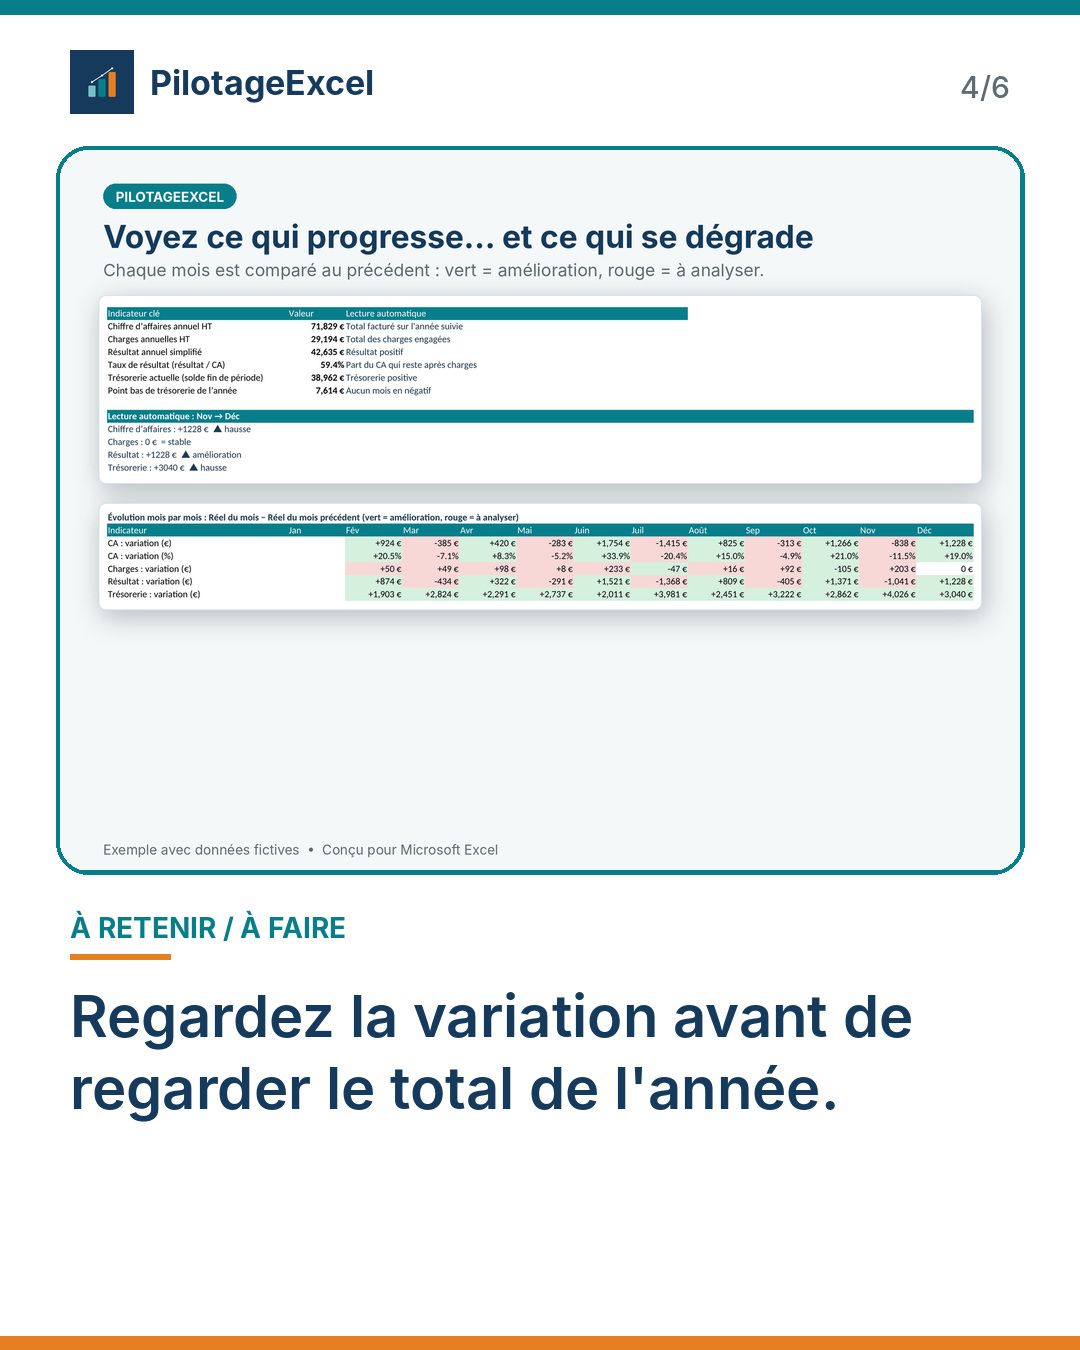 PilotageExcel
4/6
PILOTAGEEXCEL
Voyez ce qui progresse... et ce qui se dégrade
Chaque mois est comparé au précédent : vert = amélioration, rouge = à analyser.
Indicateur clé Valeur Lecture automatique
Chiffre d'affaires annuel HT 71,829 € Total facturé sur l'année suivie
Charges annuelles HT 29,194 € Total des charges engagées
Résultat annuel simplifié 42,635 € Résultat positif
Taux de résultat (résultat / CA) 59.4% Part du CA qui reste après charges
Trésorerie actuelle (solde fin de période) 38,962 € Trésorerie positive
Point bas de trésorerie de l'année 7,614 € Aucun mois en négatif
Lecture automatique : Nov → Déc
Chiffre d'affaires : +1228 € ▲ hausse
Charges : 0 € = stable
Résultat : +1228 € ▲ amélioration
Trésorerie : +3040 € ▲ hausse
Évolution mois par mois : Réel du mois − Réel du mois précédent (vert = amélioration, rouge = à analyser)
Indicateur Jan Fév Mar Avr Mai Juin Juil Août Sep Oct Nov Déc
CA : variation (€) +924 € -385 € +420 € -283 € +1,754 € -1,415 € +825 € -313 € +1,266 € -838 € +1,228 €
CA : variation (%) +20.5% -7.1% +8.3% -5.2% +33.9% -20.4% +15.0% -4.9% +21.0% -11.5% +19.0%
Charges : variation (€) +50 € +49 € +98 € +8 € +233 € -47 € +16 € +92 € -105 € +203 € 0 €
Résultat : variation (€) +874 € -434 € +322 € -291 € +1,521 € -1,368 € +809 € -405 € +1,371 € -1,041 € +1,228 €
Trésorerie : variation (€) +1,903 € +2,824 € +2,291 € +2,737 € +2,011 € +3,981 € +2,451 € +3,222 € +2,862 € +4,026 € +3,040 €
Exemple avec données fictives • Conçu pour Microsoft Excel
À RETENIR / À FAIRE
Regardez la variation avant de
regarder le total de l'année.